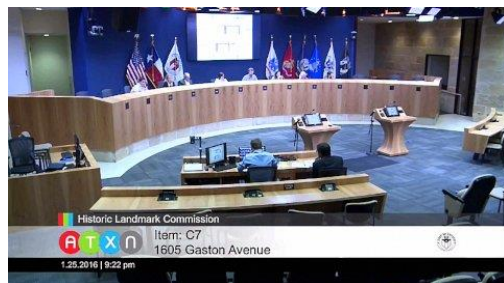 Historic Landmark Commission
ATXN
Item: C7
1605 Gaston Avenue
1.25.2016 | 9:22 pm